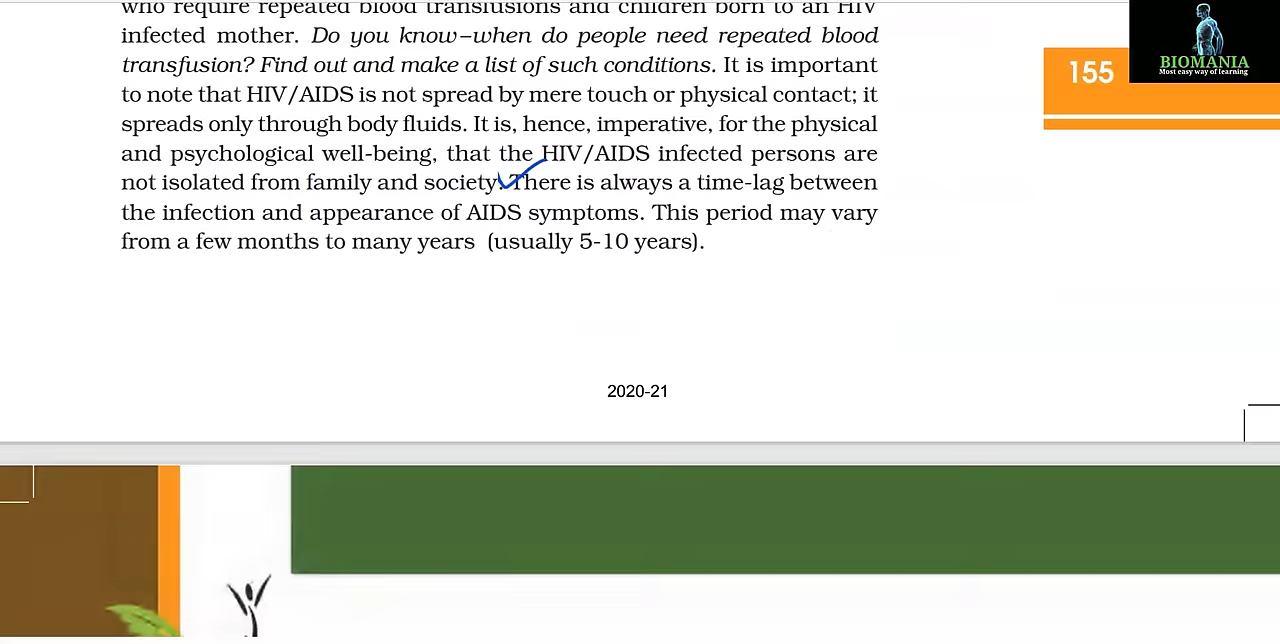 who require repeated blood transfusions and children born to an HIV
infected mother. Do you know–when do people need repeated blood
transfusion? Find out and make a list of such conditions. It is important
to note that HIV/AIDS is not spread by mere touch or physical contact; it
spreads only through body fluids. It is, hence, imperative, for the physical
and psychological well-being, that the HIV/AIDS infected persons are
not isolated from family and society. There is always a time-lag between
the infection and appearance of AIDS symptoms. This period may vary
from a few months to many years (usually 5-10 years).
155
BIOMANIA
Most easy way of learning
2020-21